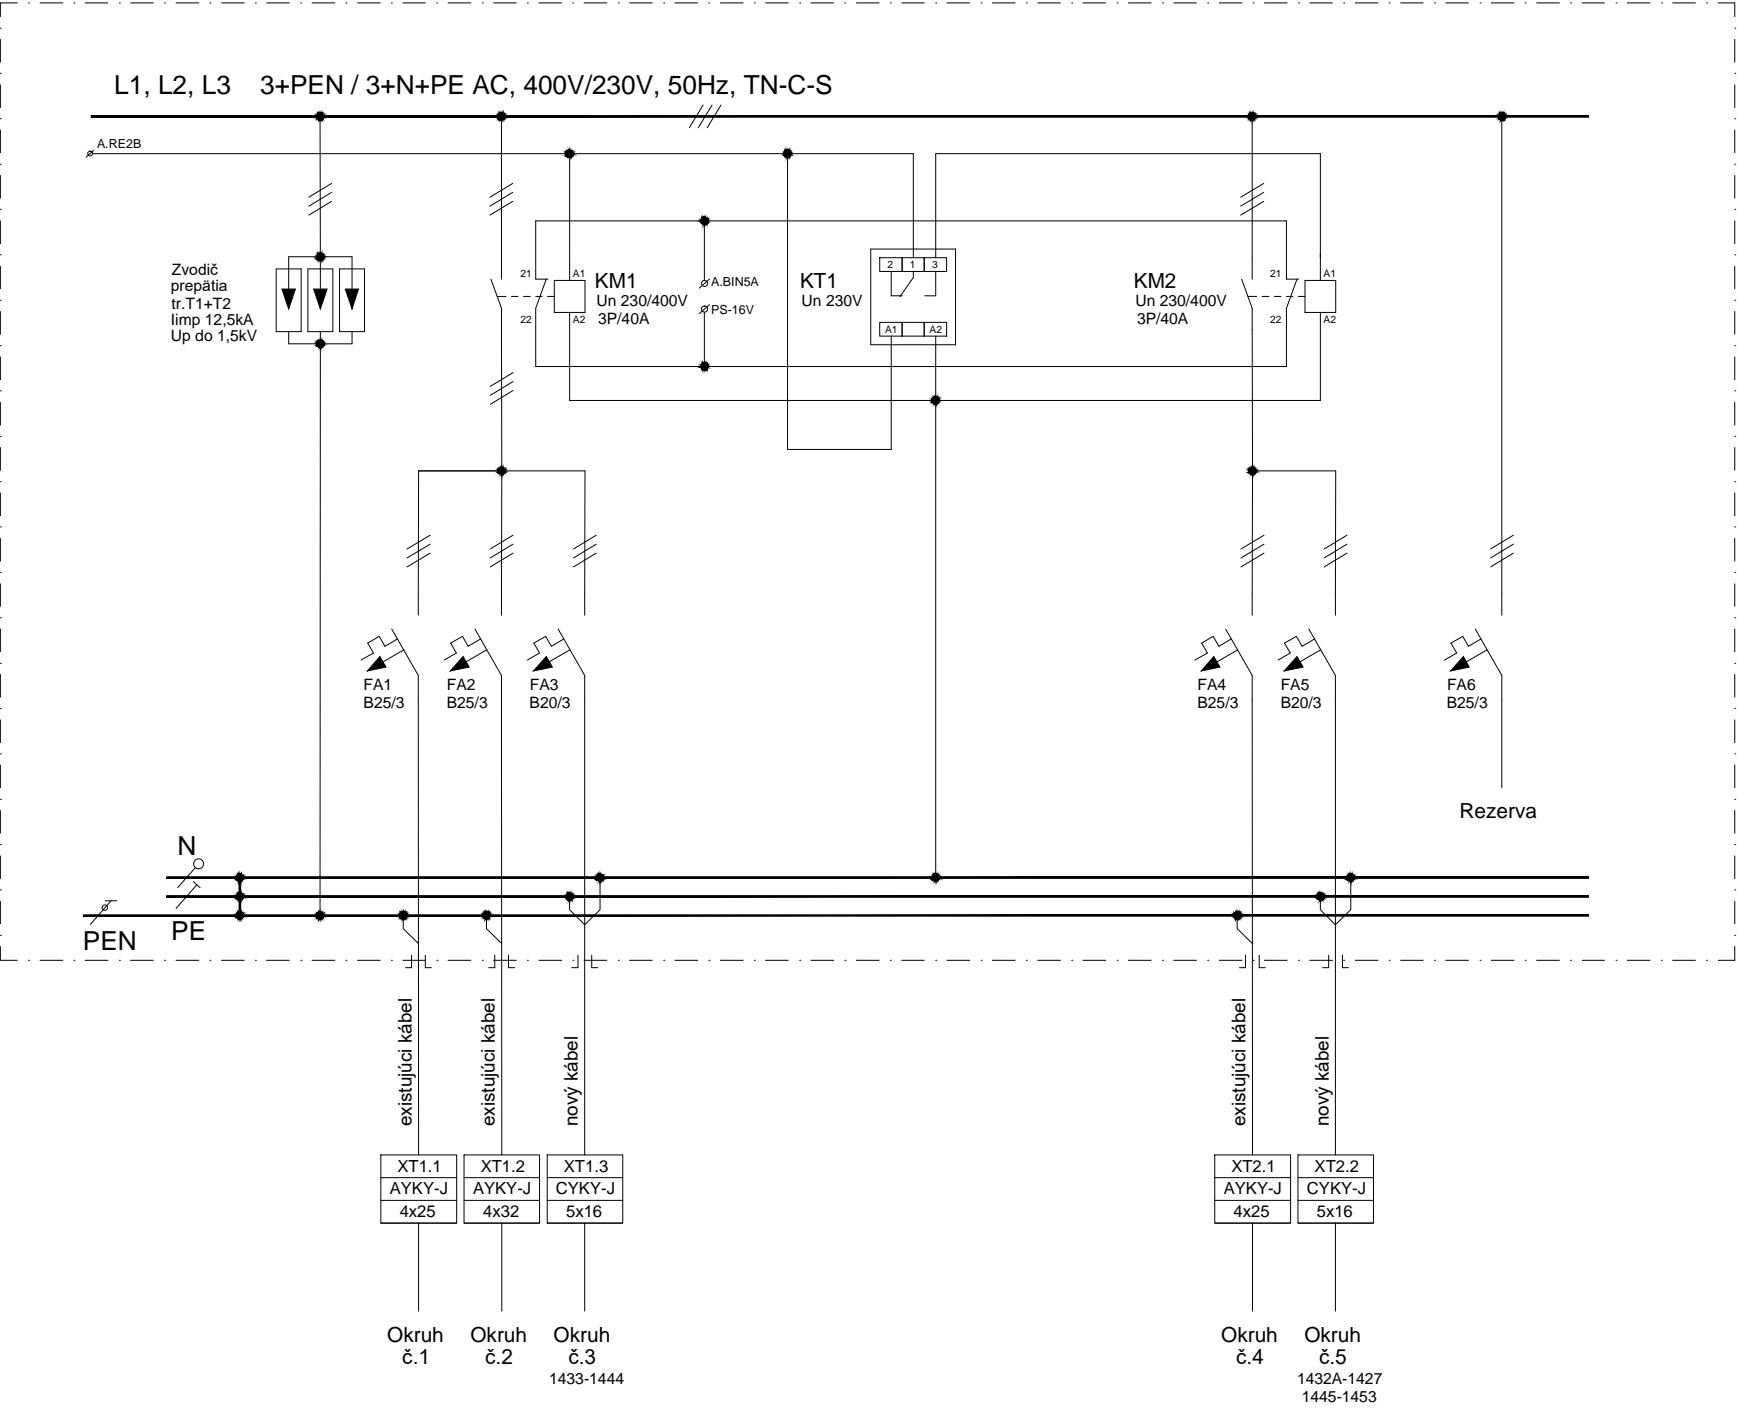 L1, L2, L3 3+PEN / 3+N+PE AC, 400V/230V, 50Hz, TN-C-S
A.RE2B
Zvodič
prepätia
tr.T1+T2
Iimp 12,5kA
Up do 1,5kV
21
22
A1
A2
KM1
Un 230/400V
3P/40A
A.BIN5A
PS-16V
KT1
Un 230V
2 1 3
A1 A2
KM2
Un 230/400V
3P/40A
21
22
A1
A2
FA1
B25/3
FA2
B25/3
FA3
B20/3
FA4
B25/3
FA5
B20/3
FA6
B25/3
Rezerva
N
PE
PEN
existujúci kábel
existujúci kábel
nový kábel
existujúci kábel
nový kábel
XT1.1
AYKY-J
4x25
XT1.2
AYKY-J
4x32
XT1.3
CYKY-J
5x16
XT2.1
AYKY-J
4x25
XT2.2
CYKY-J
5x16
Okruh
č.1
Okruh
č.2
Okruh
č.3
1433-1444
Okruh
č.4
Okruh
č.5
1432A-1427
1445-1453